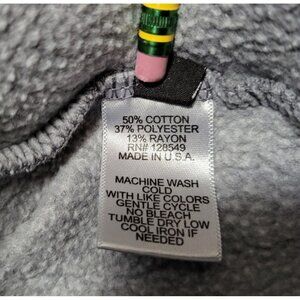 50% COTTON
37% POLYESTER
13% RAYON
RN# 128549
MADE IN U.S.A.
MACHINE WASH
COLD
WITH LIKE COLORS
GENTLE CYCLE
NO BLEACH
TUMBLE DRY LOW
COOL IRON IF
NEEDED